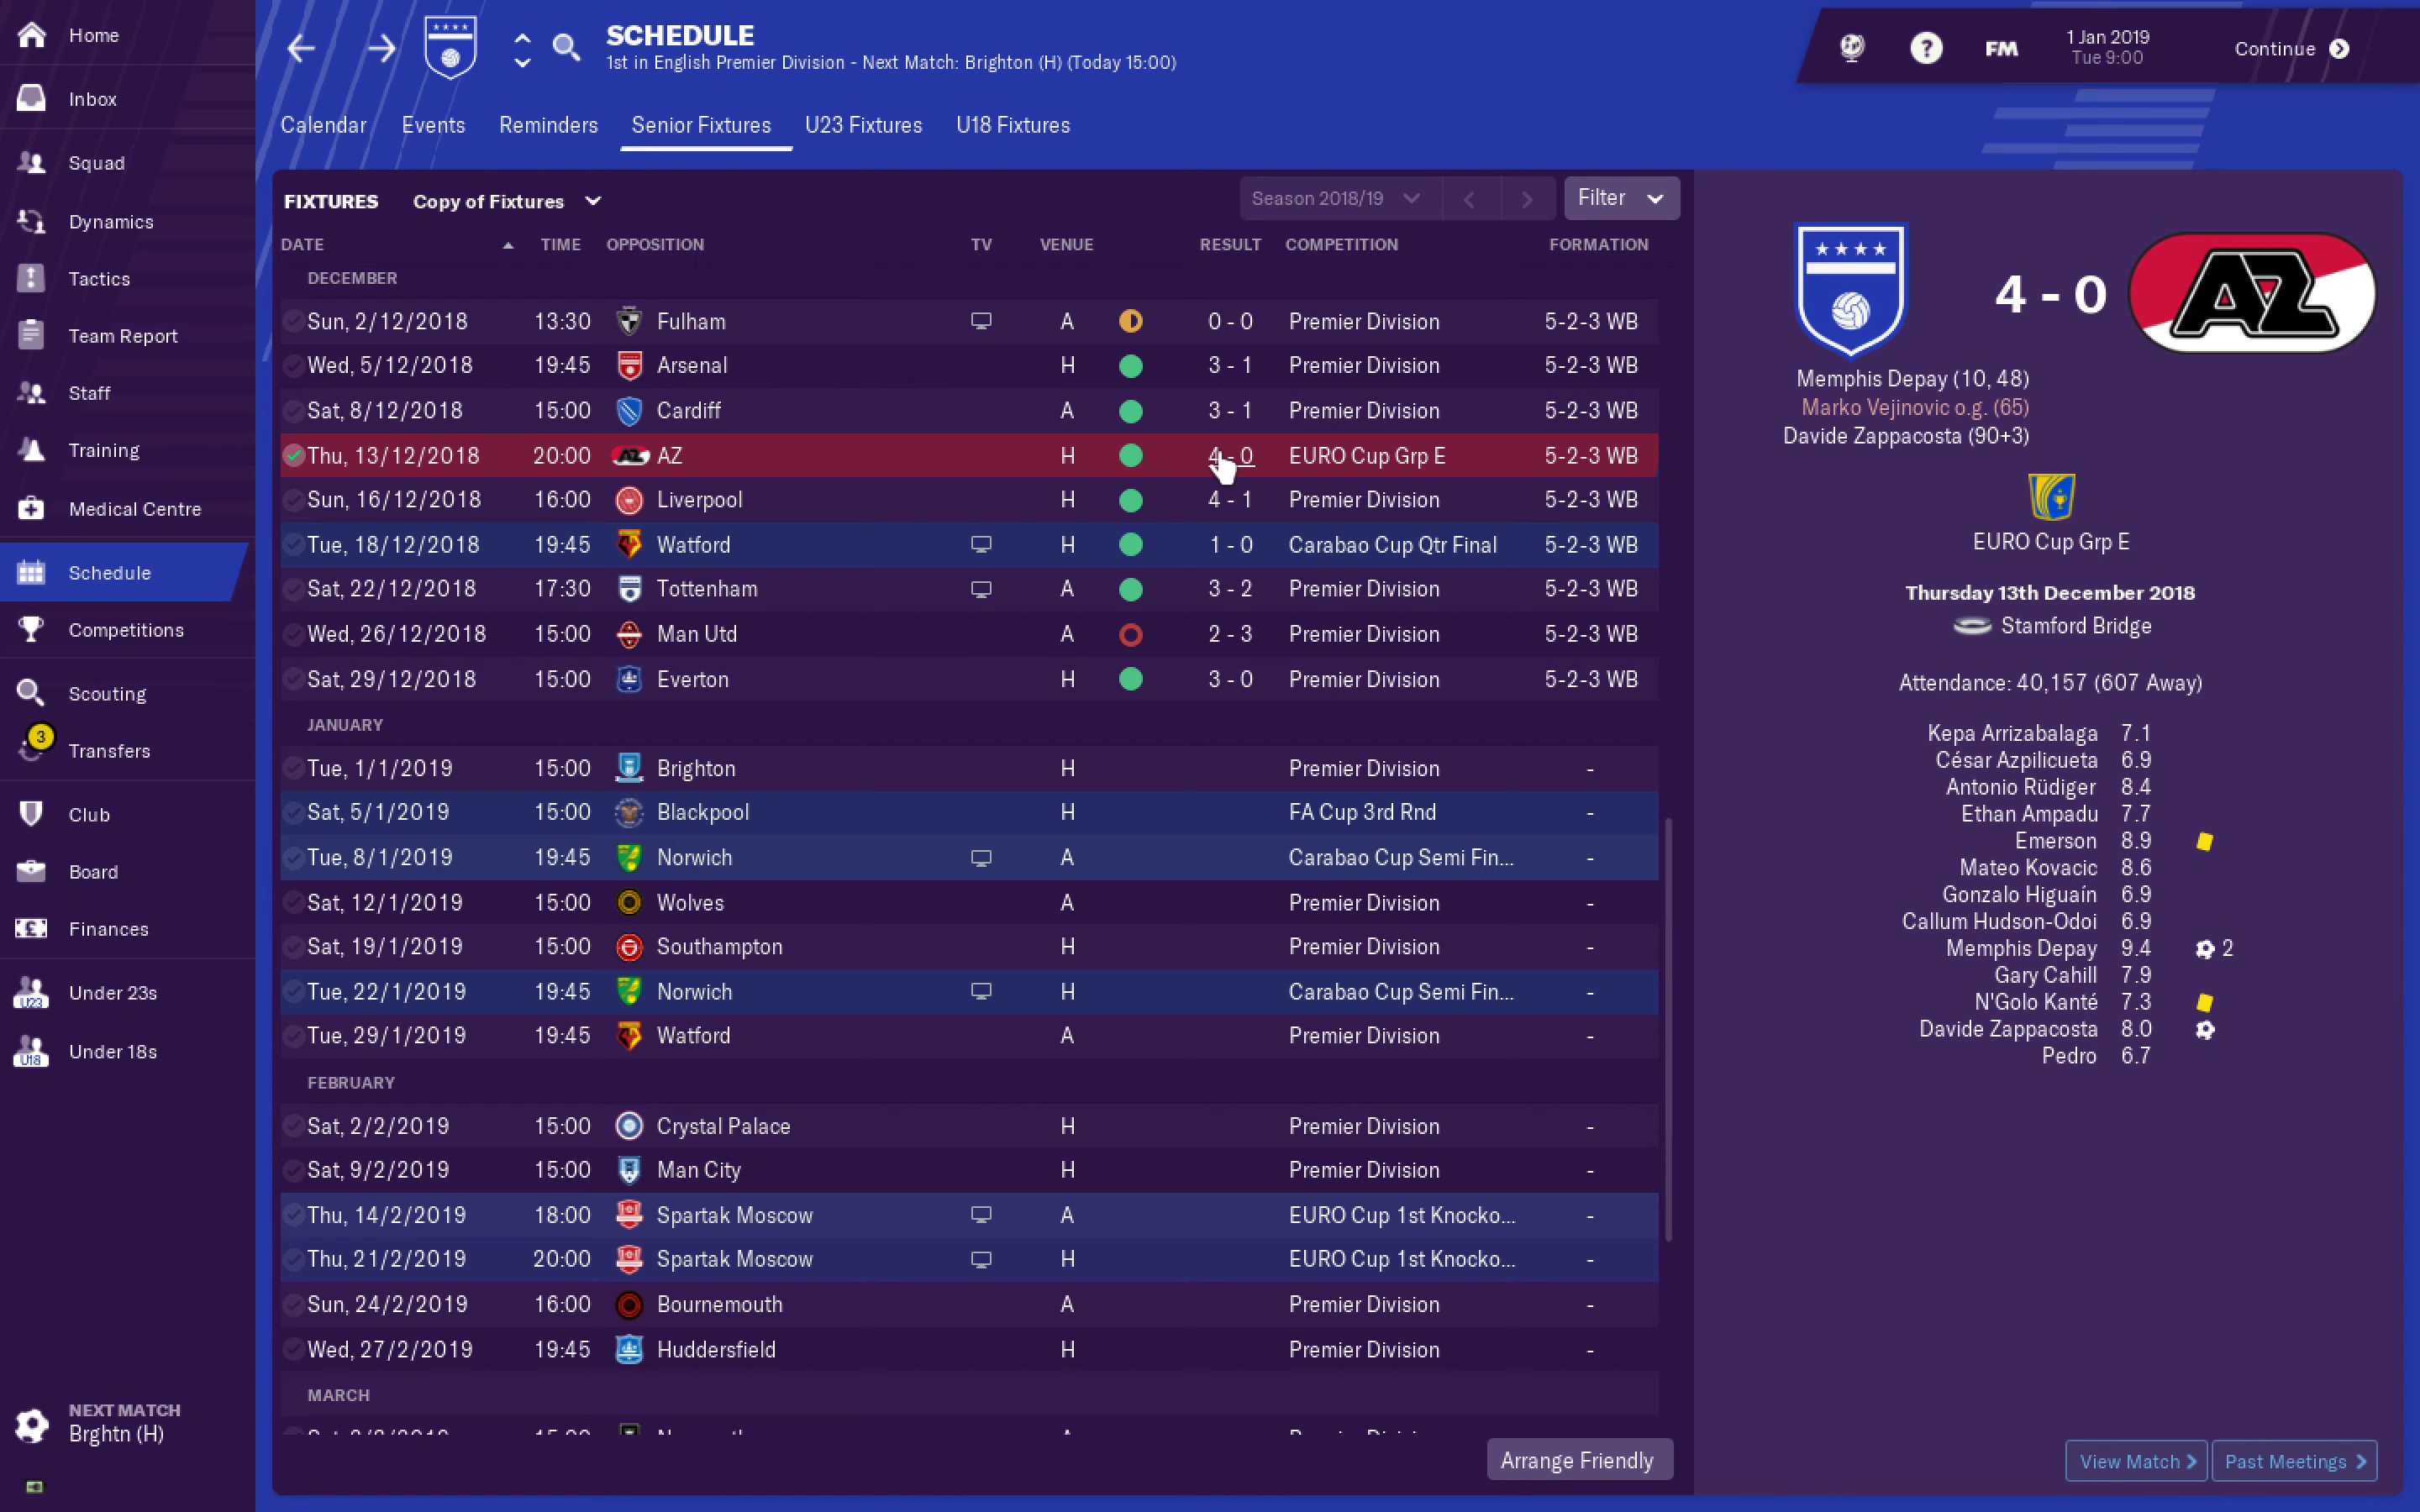 Home
Inbox
Squad
Dynamics
Tactics
Team Report
Staff
Training
Medical Centre
Schedule
Competitions
Scouting
3
Transfers
Club
Board
Finances
U23 Under 23s
U18 Under 18s
NEXT MATCH
Brghtn (H)
SCHEDULE
1st in English Premier Division - Next Match: Brighton (H) (Today 15:00)
? FM 1 Jan 2019 Continue
Tue 9:00
Calendar Events Reminders Senior Fixtures U23 Fixtures U18 Fixtures
FIXTURES Copy of Fixtures Season 2018/19 Filter
DATE TIME OPPOSITION TV VENUE RESULT COMPETITION FORMATION
DECEMBER
Sun, 2/12/2018 13:30 Fulham A 0 - 0 Premier Division 5-2-3 WB
Wed, 5/12/2018 19:45 Arsenal H 3 - 1 Premier Division 5-2-3 WB
Sat, 8/12/2018 15:00 Cardiff A 3 - 1 Premier Division 5-2-3 WB
Thu, 13/12/2018 20:00 AZ H 4 - 0 EURO Cup Grp E 5-2-3 WB
Sun, 16/12/2018 16:00 Liverpool H 4 - 1 Premier Division 5-2-3 WB
Tue, 18/12/2018 19:45 Watford H 1 - 0 Carabao Cup Qtr Final 5-2-3 WB
Sat, 22/12/2018 17:30 Tottenham A 3 - 2 Premier Division 5-2-3 WB
Wed, 26/12/2018 15:00 Man Utd A 2 - 3 Premier Division 5-2-3 WB
Sat, 29/12/2018 15:00 Everton H 3 - 0 Premier Division 5-2-3 WB
JANUARY
Tue, 1/1/2019 15:00 Brighton H Premier Division -
Sat, 5/1/2019 15:00 Blackpool H FA Cup 3rd Rnd -
Tue, 8/1/2019 19:45 Norwich A Carabao Cup Semi Fin... -
Sat, 12/1/2019 15:00 Wolves A Premier Division -
Sat, 19/1/2019 15:00 Southampton H Premier Division -
Tue, 22/1/2019 19:45 Norwich H Carabao Cup Semi Fin... -
Tue, 29/1/2019 19:45 Watford A Premier Division -
FEBRUARY
Sat, 2/2/2019 15:00 Crystal Palace H Premier Division -
Sat, 9/2/2019 15:00 Man City H Premier Division -
Thu, 14/2/2019 18:00 Spartak Moscow A EURO Cup 1st Knocko... -
Thu, 21/2/2019 20:00 Spartak Moscow H EURO Cup 1st Knocko... -
Sun, 24/2/2019 16:00 Bournemouth A Premier Division -
Wed, 27/2/2019 19:45 Huddersfield H Premier Division -
MARCH
Arrange Friendly
4 - 0 AZ
Memphis Depay (10, 48)
Marko Vejinovic o.g. (65)
Davide Zappacosta (90+3)
EURO Cup Grp E
Thursday 13th December 2018
Stamford Bridge
Attendance: 40,157 (607 Away)
Kepa Arrizabalaga 7.1
César Azpilicueta 6.9
Antonio Rüdiger 8.4
Ethan Ampadu 7.7
Emerson 8.9
Mateo Kovacic 8.6
Gonzalo Higuaín 6.9
Callum Hudson-Odoi 6.9
Memphis Depay 9.4 2
Gary Cahill 7.9
N'Golo Kanté 7.3
Davide Zappacosta 8.0
Pedro 6.7
View Match Past Meetings